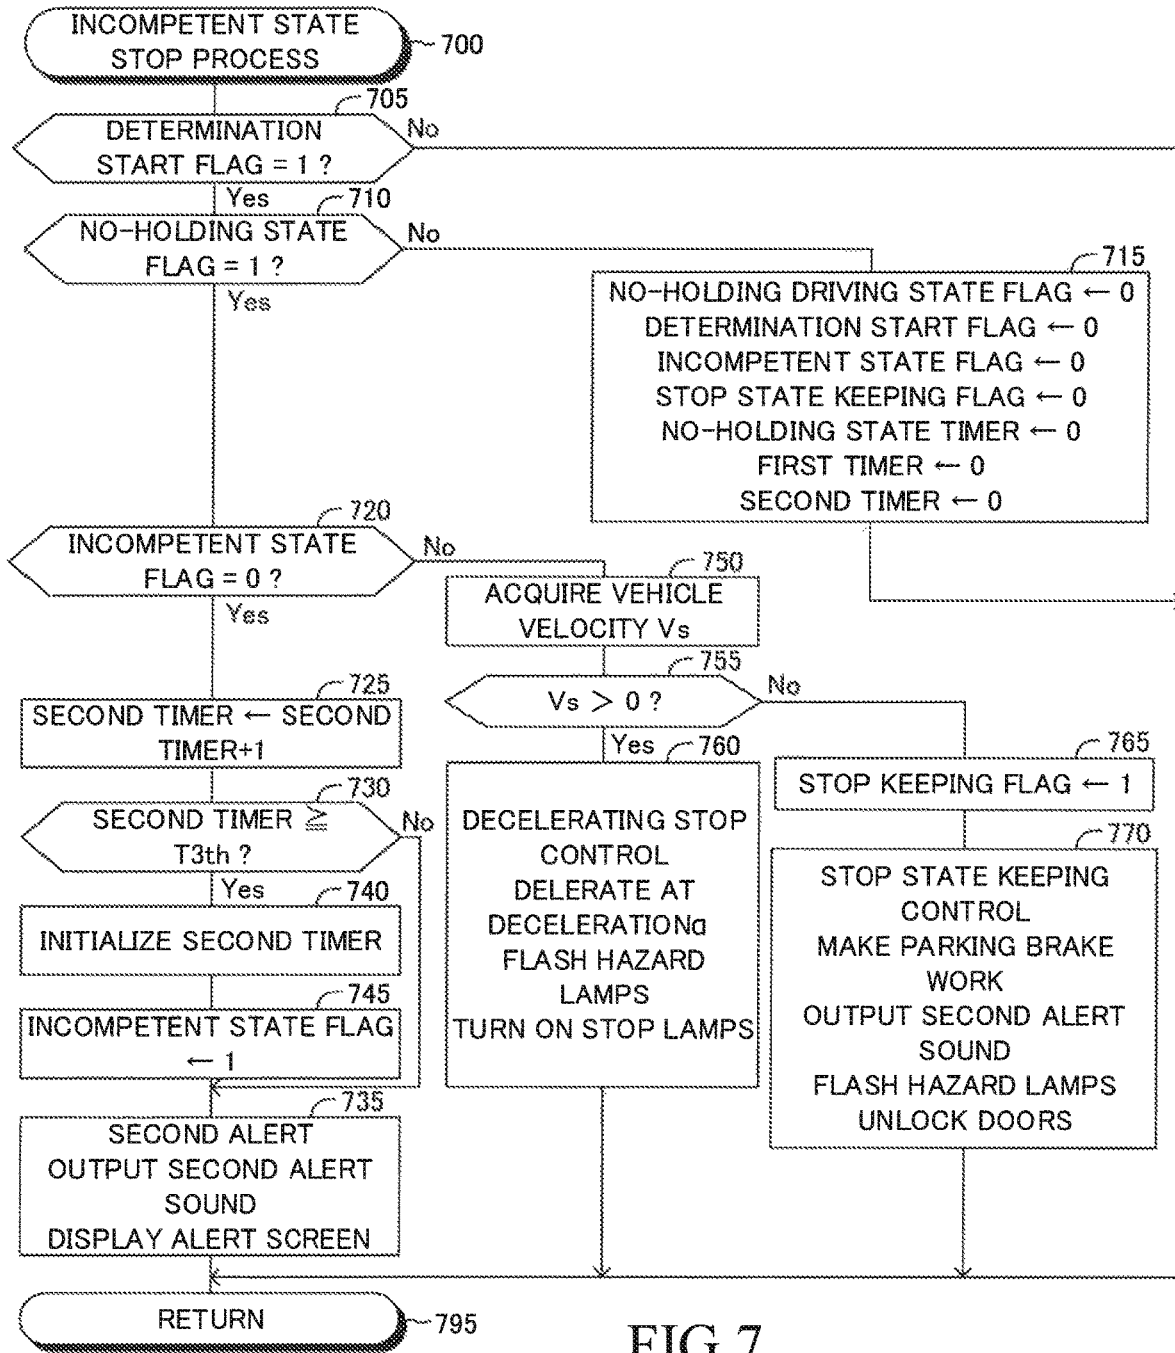 INCOMPETENT STATE
STOP PROCESS
700
705
DETERMINATION
START FLAG = 1 ?
No
Yes
710
NO-HOLDING STATE
FLAG = 1 ?
No
Yes
715
NO-HOLDING DRIVING STATE FLAG ← 0
DETERMINATION START FLAG ← 0
INCOMPETENT STATE FLAG ← 0
STOP STATE KEEPING FLAG ← 0
NO-HOLDING STATE TIMER ← 0
FIRST TIMER ← 0
SECOND TIMER ← 0
720
INCOMPETENT STATE
FLAG = 0 ?
No
Yes
750
ACQUIRE VEHICLE
VELOCITY Vs
755
Vs > 0 ?
No
Yes
725
SECOND TIMER ← SECOND
TIMER+1
730
SECOND TIMER ≧
T3th ?
No
Yes
740
INITIALIZE SECOND TIMER
745
INCOMPETENT STATE FLAG
← 1
735
SECOND ALERT
OUTPUT SECOND ALERT
SOUND
DISPLAY ALERT SCREEN
760
DECELERATING STOP
CONTROL
DELERATE AT
DECELERATIONα
FLASH HAZARD
LAMPS
TURN ON STOP LAMPS
765
STOP KEEPING FLAG ← 1
770
STOP STATE KEEPING
CONTROL
MAKE PARKING BRAKE
WORK
OUTPUT SECOND ALERT
SOUND
FLASH HAZARD LAMPS
UNLOCK DOORS
RETURN
795
FIG.7